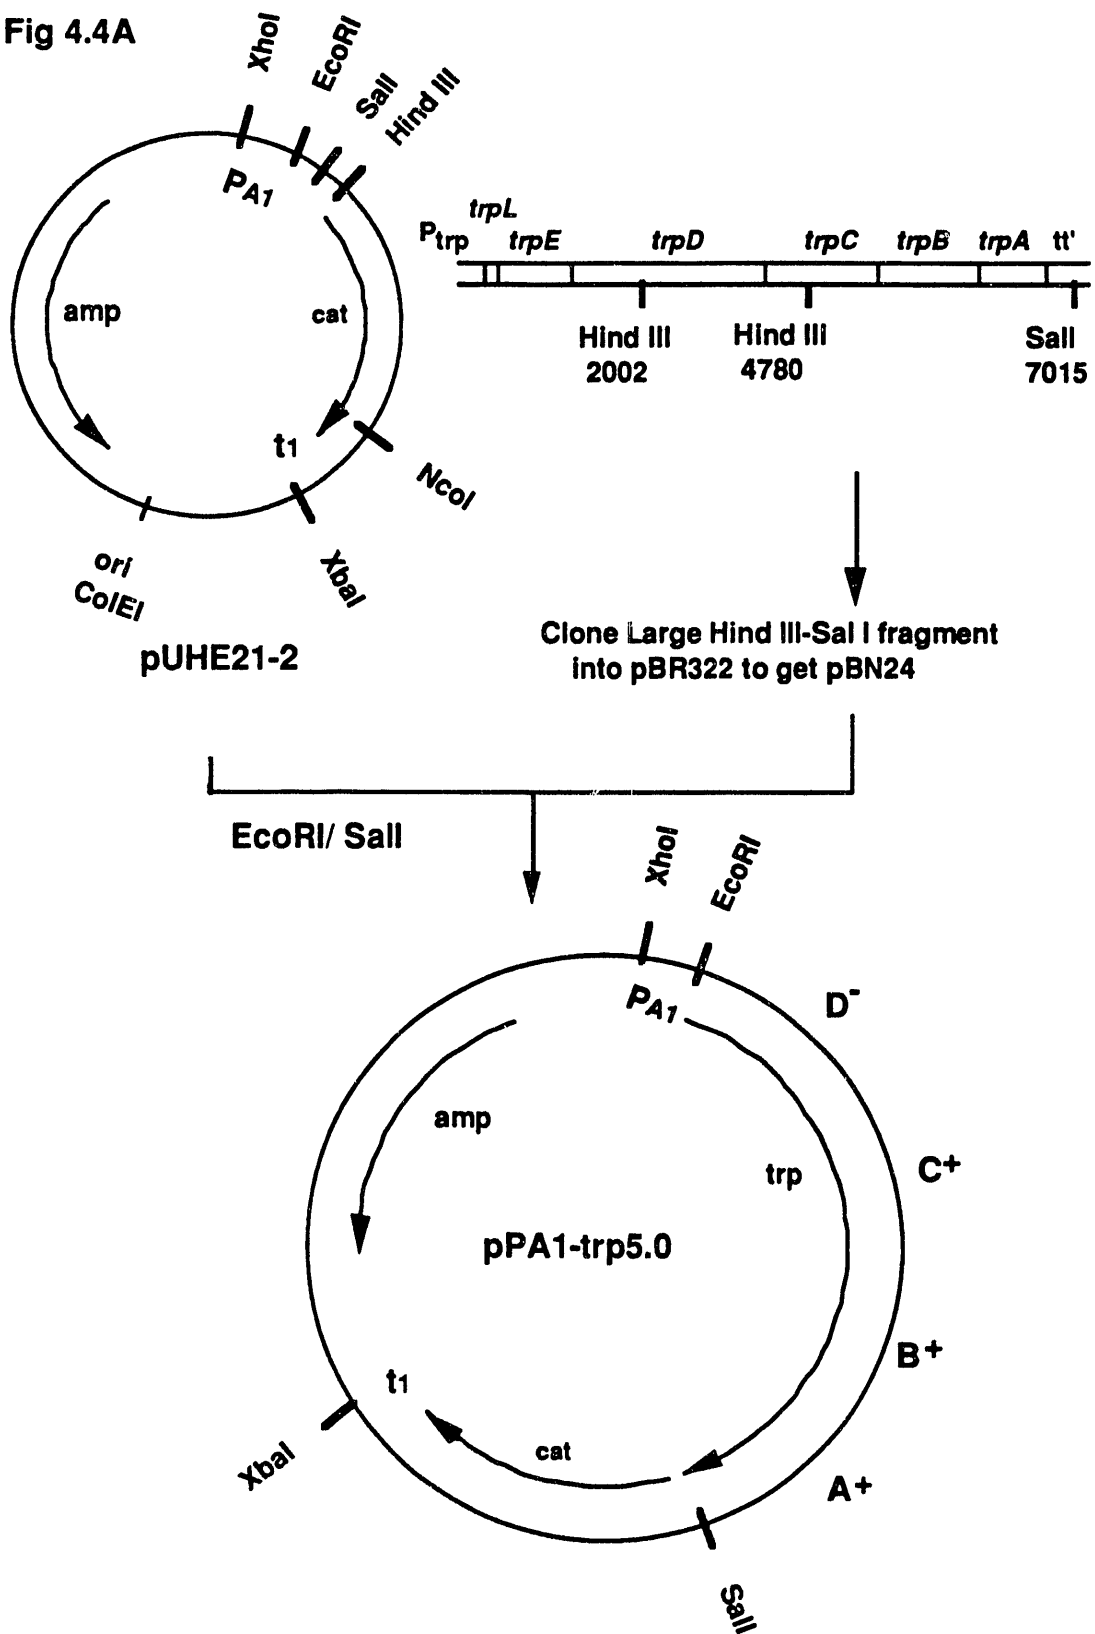 Fig 4.4A
XhoI
EcoRI
SalI
Hind III
PA1
amp
cat
t1
NcoI
XbaI
ori
ColEI
pUHE21-2
Ptrp
trpL
trpE
trpD
trpC
trpB
trpA
tt'
Hind III
2002
Hind III
4780
SalI
7015
Clone Large Hind III-Sal I fragment
into pBR322 to get pBN24
EcoRI/ SalI
XhoI
EcoRI
PA1
D-
amp
trp
C+
pPA1-trp5.0
B+
t1
cat
A+
XbaI
SalI